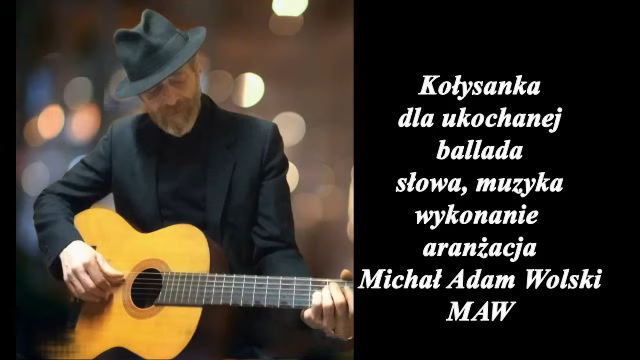 Kołysanka
dla ukochanej
ballada
słowa, muzyka
wykonanie
aranżacja
Michał Adam Wolski
MAW